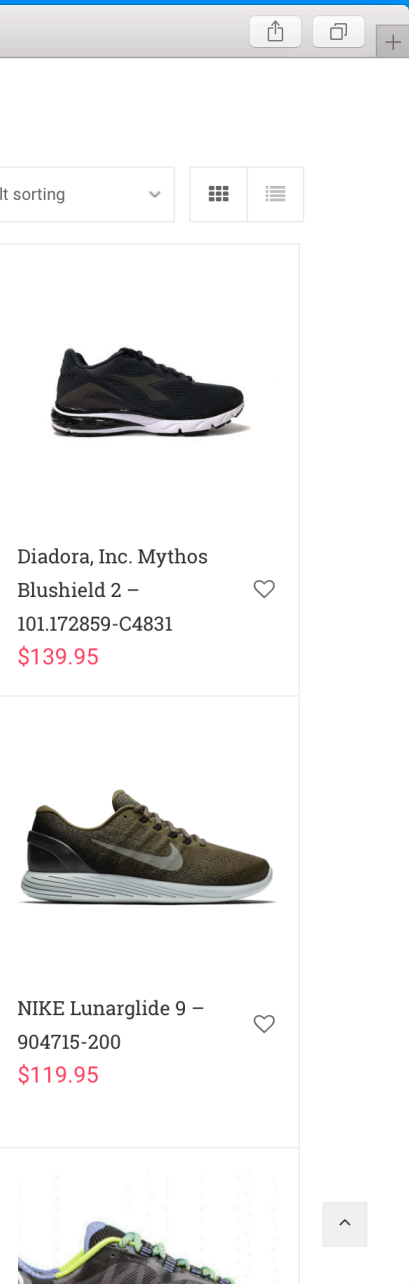 lt sorting
Diadora, Inc. Mythos
Blushield 2 –
101.172859-C4831
$139.95
NIKE Lunarglide 9 –
904715-200
$119.95